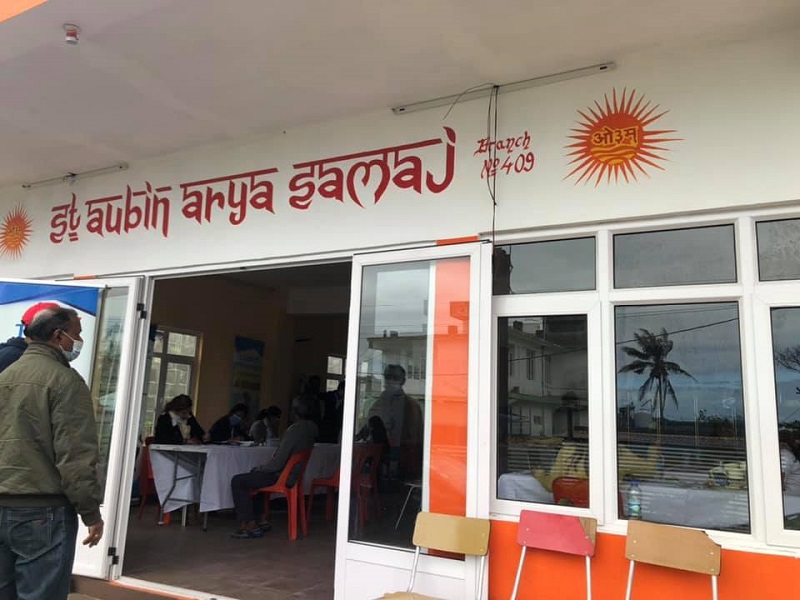 St Aubin Arya Samaj
Branch
No 409
ओ३म्